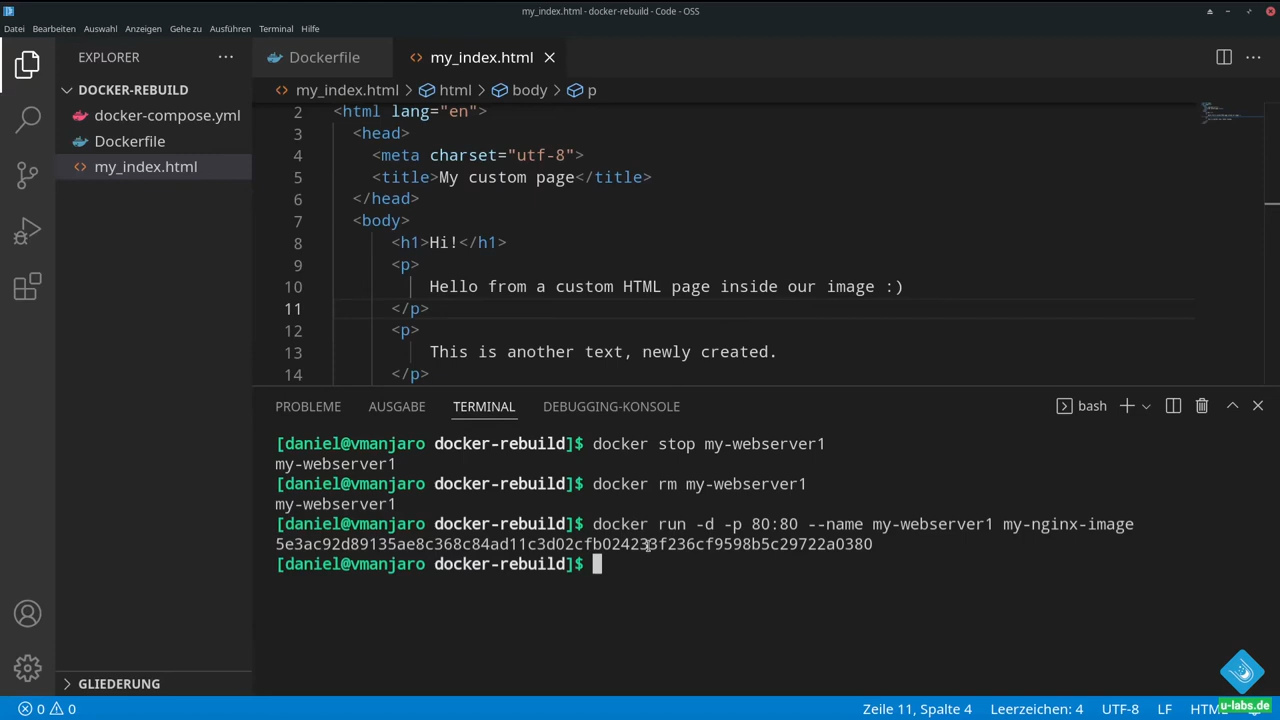 my_index.html - docker-rebuild - Code - OSS
Datei Bearbeiten Auswahl Anzeigen Gehe zu Ausführen Terminal Hilfe
EXPLORER
Dockerfile
my_index.html
DOCKER-REBUILD
docker-compose.yml
Dockerfile
my_index.html
my_index.html > html > body > p
2 <html lang="en">
3 <head>
4 <meta charset="utf-8">
5 <title>My custom page</title>
6 </head>
7 <body>
8 <h1>Hi!</h1>
9 <p>
10 Hello from a custom HTML page inside our image :)
11 </p>
12 <p>
13 This is another text, newly created.
14 </p>
PROBLEME AUSGABE TERMINAL DEBUGGING-KONSOLE
bash
[daniel@vmanjaro docker-rebuild]$ docker stop my-webserver1
my-webserver1
[daniel@vmanjaro docker-rebuild]$ docker rm my-webserver1
my-webserver1
[daniel@vmanjaro docker-rebuild]$ docker run -d -p 80:80 --name my-webserver1 my-nginx-image
5e3ac92d89135ae8c368c84ad11c3d02cfb024233f236cf9598b5c29722a0380
[daniel@vmanjaro docker-rebuild]$
GLIEDERUNG
0 0
Zeile 11, Spalte 4 Leerzeichen: 4 UTF-8 LF HTML
u-labs.de